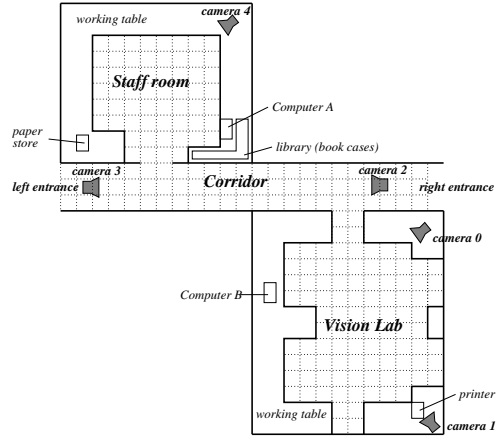 camera 4
working table
Staff room
Computer A
paper
store
library (book cases)
camera 3
camera 2
left entrance
Corridor
right entrance
camera 0
Computer B
Vision Lab
printer
working table
camera 1